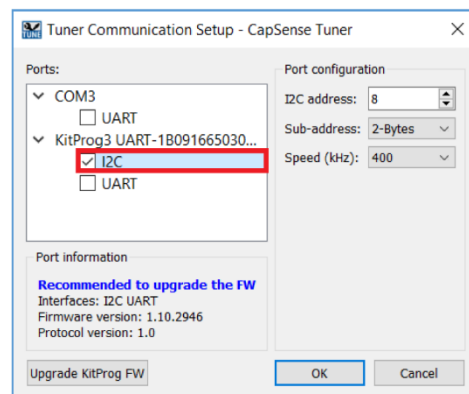 TUNE
Tuner Communication Setup - CapSense Tuner
Ports:
COM3
UART
KitProg3 UART-1B091665030...
I2C
UART
Port information
Recommended to upgrade the FW
Interfaces: I2C UART
Firmware version: 1.10.2946
Protocol version: 1.0
Port configuration
I2C address: 8
Sub-address: 2-Bytes
Speed (kHz): 400
Upgrade KitProg FW
OK
Cancel